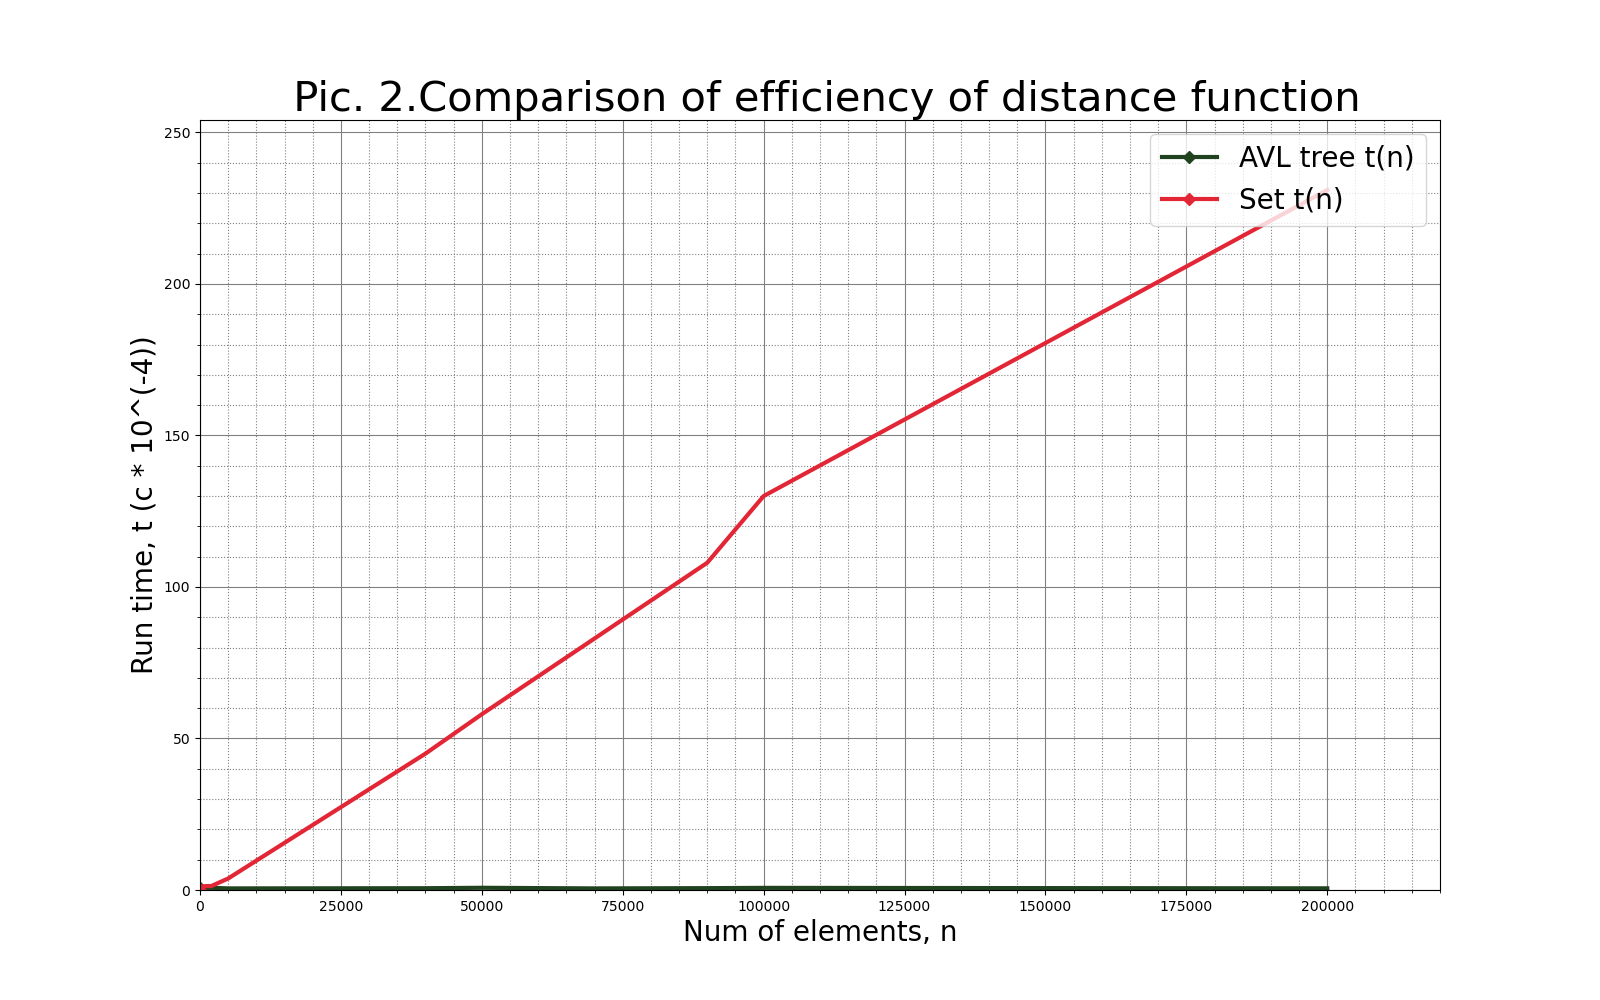 Pic. 2.Comparison of efficiency of distance function
AVL tree t(n)
Set t(n)
Run time, t (c * 10^(-4))
250
200
150
100
50
0
0 25000 50000 75000 100000 125000 150000 175000 200000
Num of elements, n